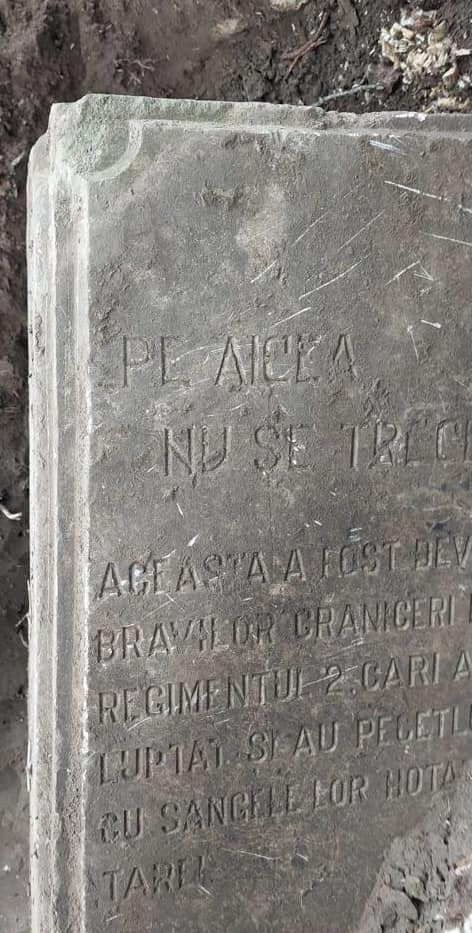 PE AICEA
NU SE TRECE
ACEASTA A FOST DEV
BRAVILOR GRANICERI
REGIMENTUL 2 CARI A
LUPTAT SI AU PECETL
CU SANGELE LOR HOTA
TAREI